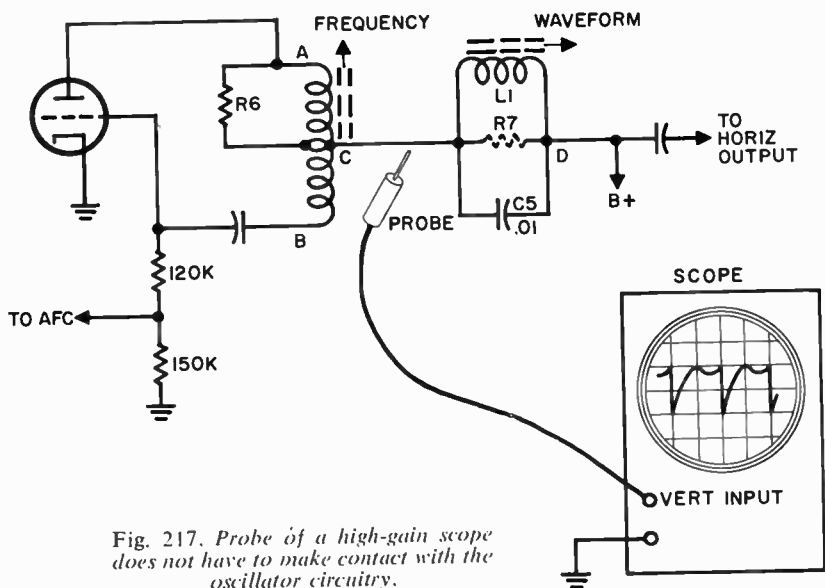 FREQUENCY
WAVEFORM
A
R6
C
L1
R7
D
TO
HORIZ
OUTPUT
B+
C5
.01
B
PROBE
120K
TO AFC
150K
SCOPE
VERT INPUT
Fig. 217. Probe of a high-gain scope
does not have to make contact with the
oscillator circuitry.